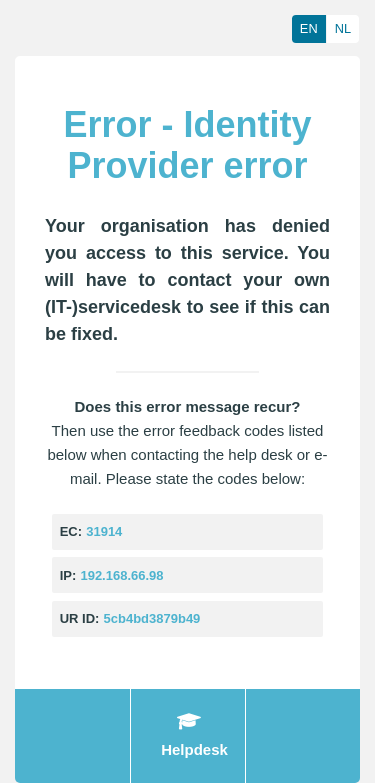 EN NL
Error - Identity
Provider error
Your organisation has denied
you access to this service. You
will have to contact your own
(IT-)servicedesk to see if this can
be fixed.
Does this error message recur?
Then use the error feedback codes listed
below when contacting the help desk or e-
mail. Please state the codes below:
EC: 31914
IP: 192.168.66.98
UR ID: 5cb4bd3879b49
Helpdesk